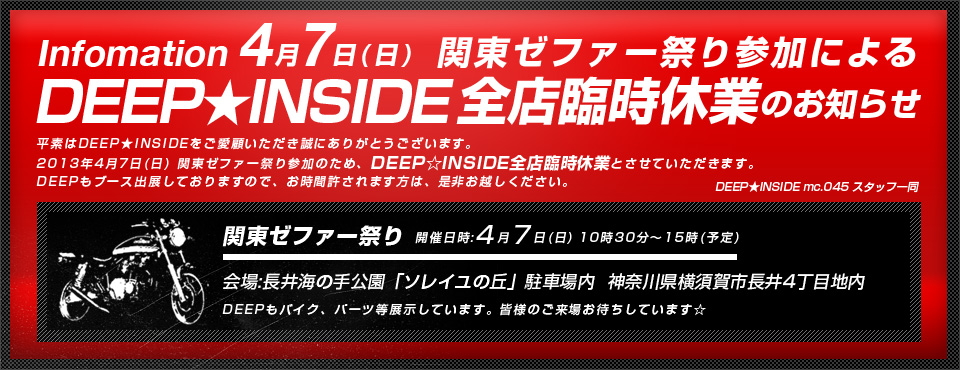 Infomation 4月7日(日) 関東ゼファー祭り参加による
DEEP★INSIDE 全店臨時休業のお知らせ
平素はDEEP★INSIDEをご愛顧いただき誠にありがとうございます。
2013年4月7日(日) 関東ゼファー祭り参加のため、DEEP☆INSIDE全店臨時休業とさせていただきます。
DEEPもブース出展しておりますので、お時間許されます方は、是非お越しください。
DEEP★INSIDE mc.045 スタッフ一同
関東ゼファー祭り 開催日時:4月7日(日) 10時30分～15時(予定)
会場:長井海の手公園「ソレイユの丘」駐車場内 神奈川県横須賀市長井4丁目地内
DEEPもバイク、パーツ等展示しています。皆様のご来場お待ちしています☆